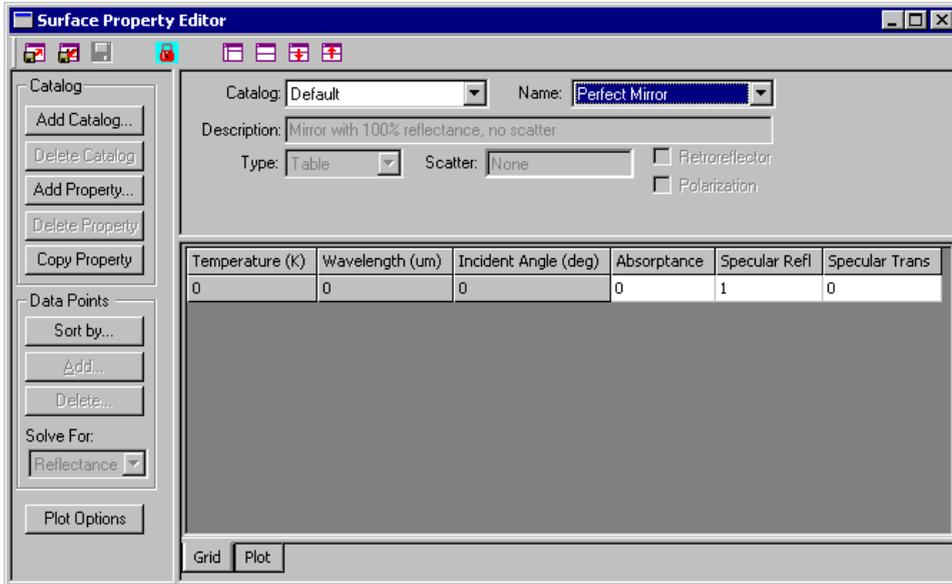 Surface Property Editor
Catalog
Add Catalog...
Delete Catalog
Add Property...
Delete Property
Copy Property
Data Points
Sort by...
Add...
Delete...
Solve For:
Reflectance
Plot Options
Catalog: Default Name: Perfect Mirror
Description: Mirror with 100% reflectance, no scatter
Type: Table Scatter: None Retroreflector
Polarization
Temperature (K) Wavelength (um) Incident Angle (deg) Absorptance Specular Refl Specular Trans
0 0 0 0 1 0
Grid Plot